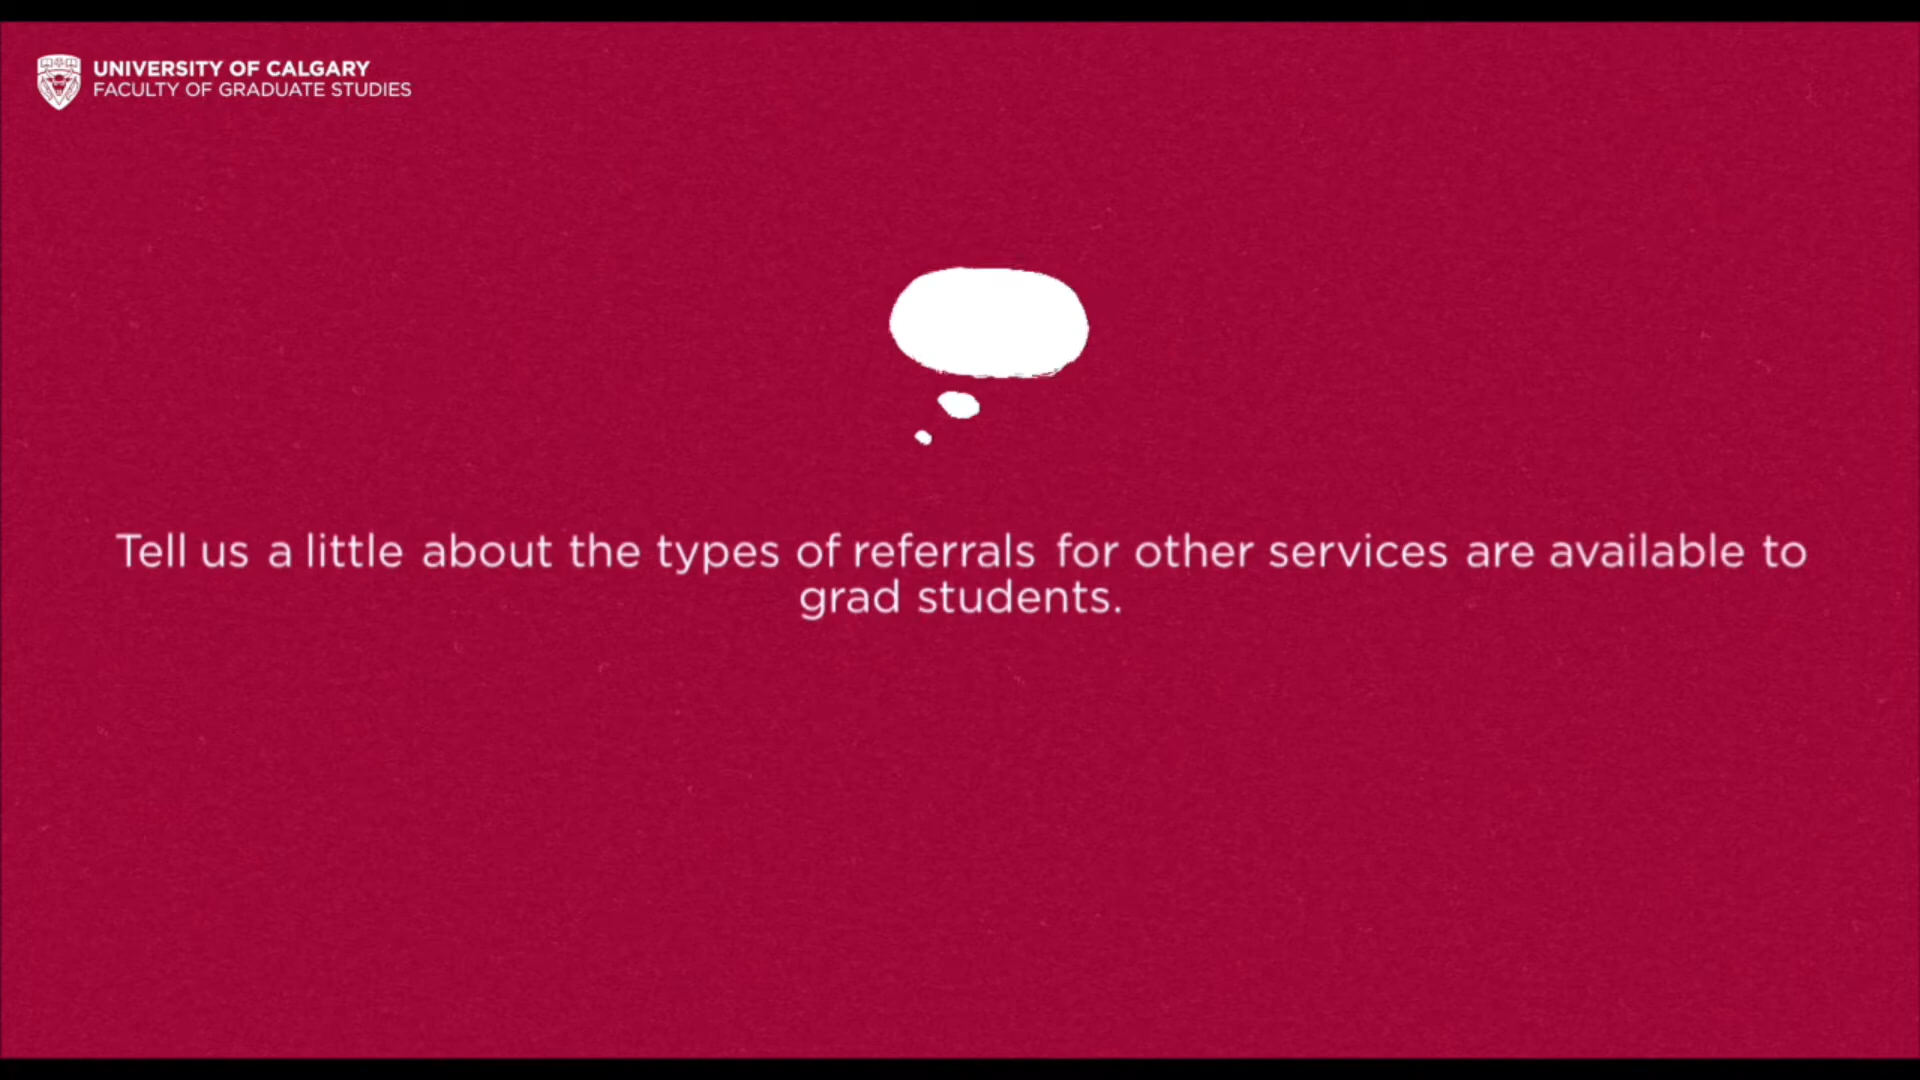 UNIVERSITY OF CALGARY
FACULTY OF GRADUATE STUDIES
Tell us a little about the types of referrals for other services are available to
grad students.